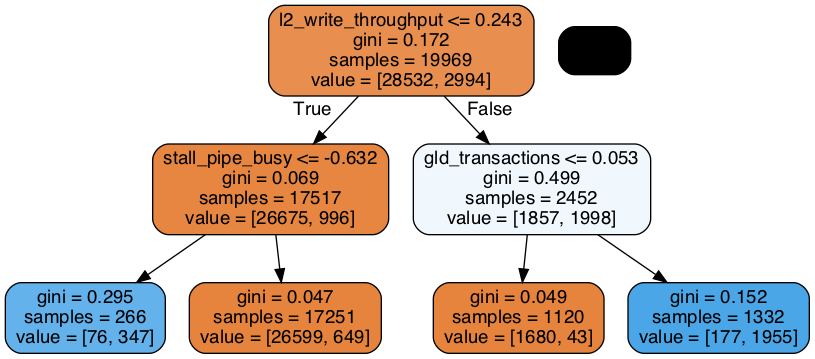 l2_write_throughput <= 0.243
gini = 0.172
samples = 19969
value = [28532, 2994]
True
False
stall_pipe_busy <= -0.632
gini = 0.069
samples = 17517
value = [26675, 996]
gld_transactions <= 0.053
gini = 0.499
samples = 2452
value = [1857, 1998]
gini = 0.295
samples = 266
value = [76, 347]
gini = 0.047
samples = 17251
value = [26599, 649]
gini = 0.049
samples = 1120
value = [1680, 43]
gini = 0.152
samples = 1332
value = [177, 1955]